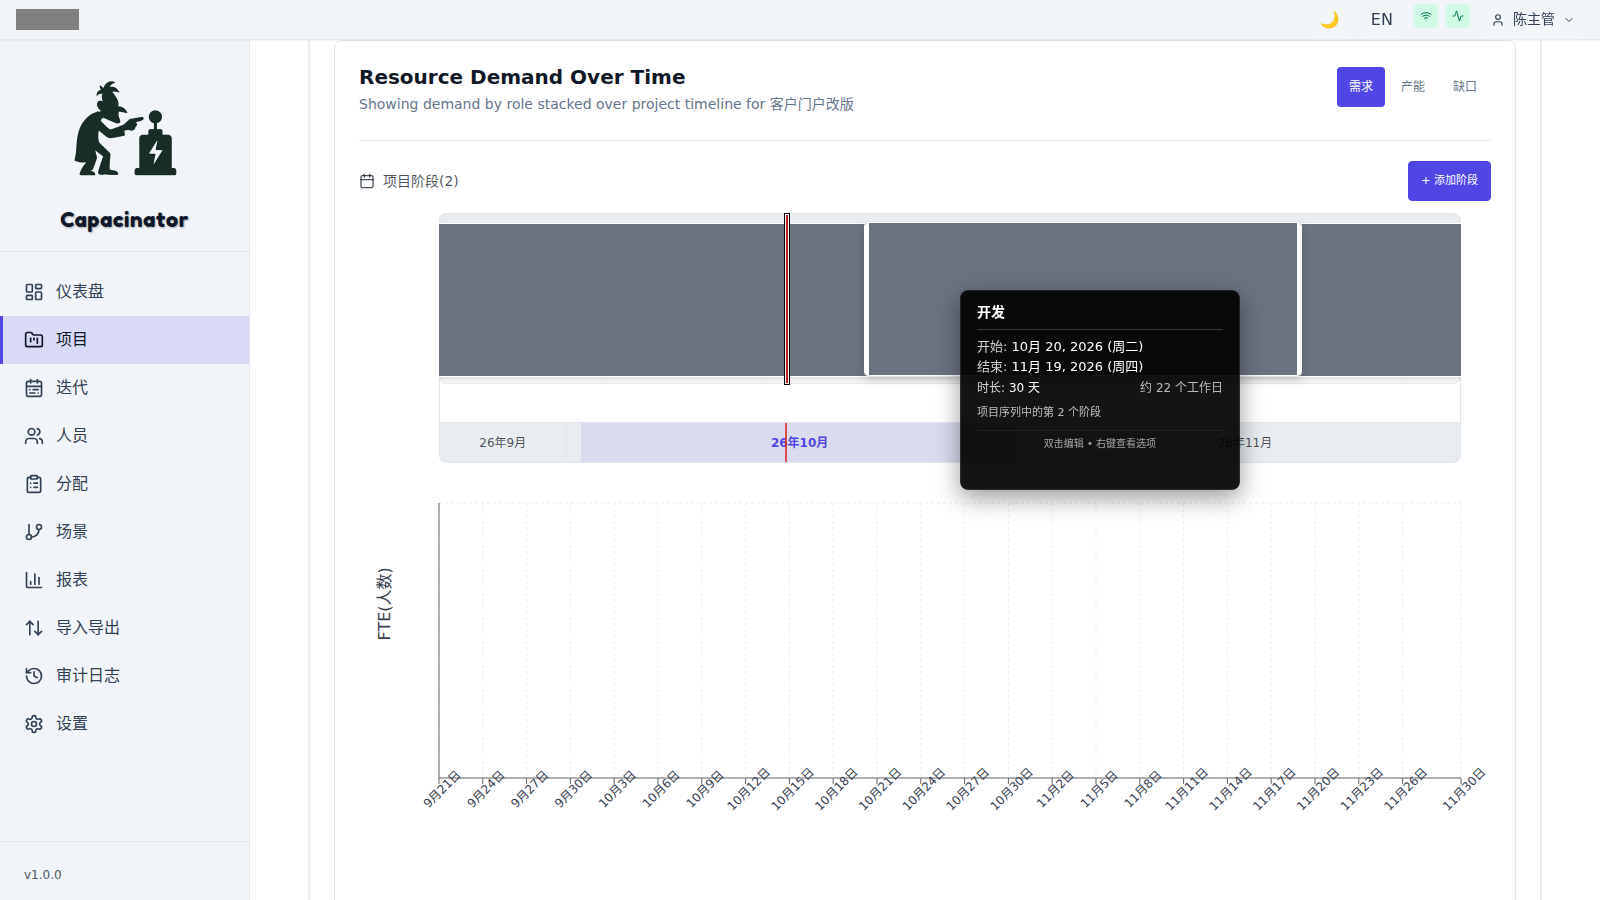 EN
陈主管
Capacinator
仪表盘
项目
迭代
人员
分配
场景
报表
导入导出
审计日志
设置
v1.0.0
Resource Demand Over Time
Showing demand by role stacked over project timeline for 客户门户改版
需求
产能
缺口
项目阶段(2)
+ 添加阶段
开发
开始: 10月 20, 2026 (周二)
结束: 11月 19, 2026 (周四)
时长: 30 天
约 22 个工作日
项目序列中的第 2 个阶段
双击编辑 • 右键查看选项
26年9月
26年10月
26年11月
FTE(人数)
9月21日
9月24日
9月27日
9月30日
10月3日
10月6日
10月9日
10月12日
10月15日
10月18日
10月21日
10月24日
10月27日
10月30日
11月2日
11月5日
11月8日
11月11日
11月14日
11月17日
11月20日
11月23日
11月26日
11月30日